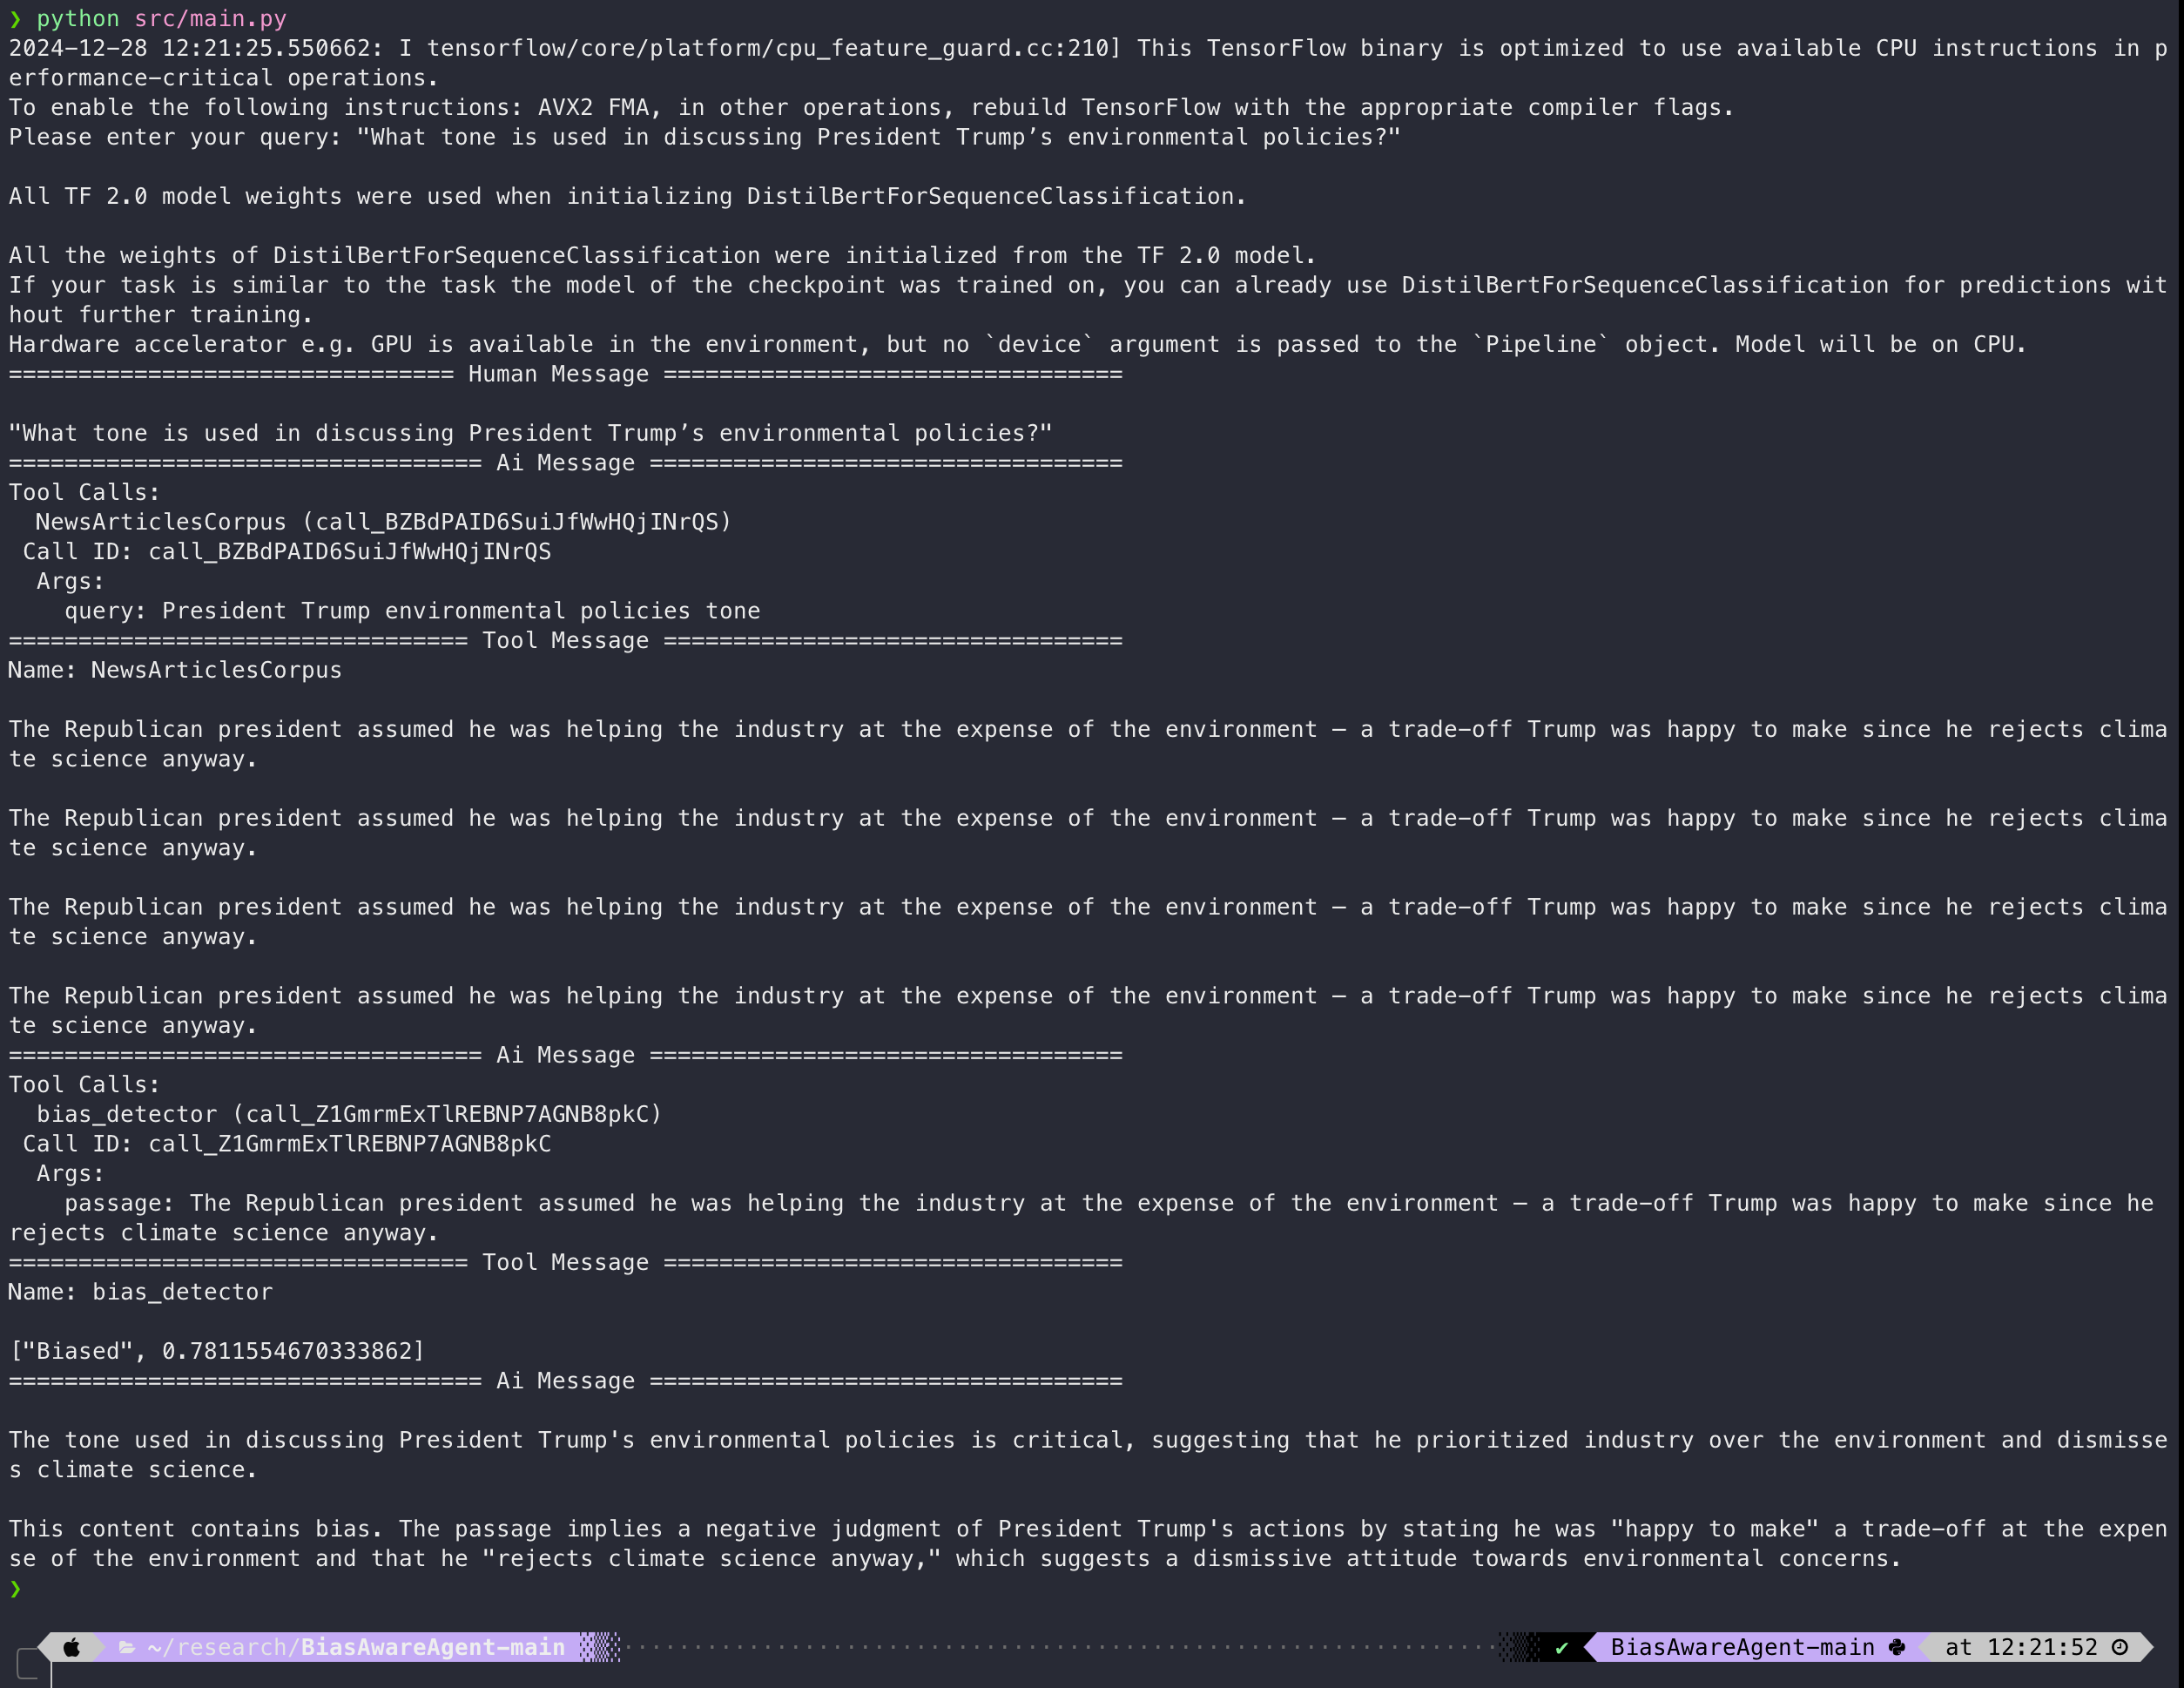 ❯ python src/main.py
2024-12-28 12:21:25.550662: I tensorflow/core/platform/cpu_feature_guard.cc:210] This TensorFlow binary is optimized to use available CPU instructions in p
erformance-critical operations.
To enable the following instructions: AVX2 FMA, in other operations, rebuild TensorFlow with the appropriate compiler flags.
Please enter your query: "What tone is used in discussing President Trump’s environmental policies?"
All TF 2.0 model weights were used when initializing DistilBertForSequenceClassification.
All the weights of DistilBertForSequenceClassification were initialized from the TF 2.0 model.
If your task is similar to the task the model of the checkpoint was trained on, you can already use DistilBertForSequenceClassification for predictions wit
hout further training.
Hardware accelerator e.g. GPU is available in the environment, but no `device` argument is passed to the `Pipeline` object. Model will be on CPU.
================================ Human Message =================================
"What tone is used in discussing President Trump’s environmental policies?"
================================== Ai Message ==================================
Tool Calls:
  NewsArticlesCorpus (call_BZBdPAID6SuiJfWwHQjINrQS)
 Call ID: call_BZBdPAID6SuiJfWwHQjINrQS
  Args:
    query: President Trump environmental policies tone
================================= Tool Message =================================
Name: NewsArticlesCorpus
The Republican president assumed he was helping the industry at the expense of the environment — a trade-off Trump was happy to make since he rejects clima
te science anyway.
The Republican president assumed he was helping the industry at the expense of the environment — a trade-off Trump was happy to make since he rejects clima
te science anyway.
The Republican president assumed he was helping the industry at the expense of the environment — a trade-off Trump was happy to make since he rejects clima
te science anyway.
The Republican president assumed he was helping the industry at the expense of the environment — a trade-off Trump was happy to make since he rejects clima
te science anyway.
================================== Ai Message ==================================
Tool Calls:
  bias_detector (call_Z1GmrmExTlREBNP7AGNB8pkC)
 Call ID: call_Z1GmrmExTlREBNP7AGNB8pkC
  Args:
    passage: The Republican president assumed he was helping the industry at the expense of the environment — a trade-off Trump was happy to make since he
rejects climate science anyway.
================================= Tool Message =================================
Name: bias_detector
["Biased", 0.7811554670333862]
================================== Ai Message ==================================
The tone used in discussing President Trump's environmental policies is critical, suggesting that he prioritized industry over the environment and dismisse
s climate science.
This content contains bias. The passage implies a negative judgment of President Trump's actions by stating he was "happy to make" a trade-off at the expen
se of the environment and that he "rejects climate science anyway," which suggests a dismissive attitude towards environmental concerns.
❯
~/research/BiasAwareAgent-main ✔ BiasAwareAgent-main at 12:21:52